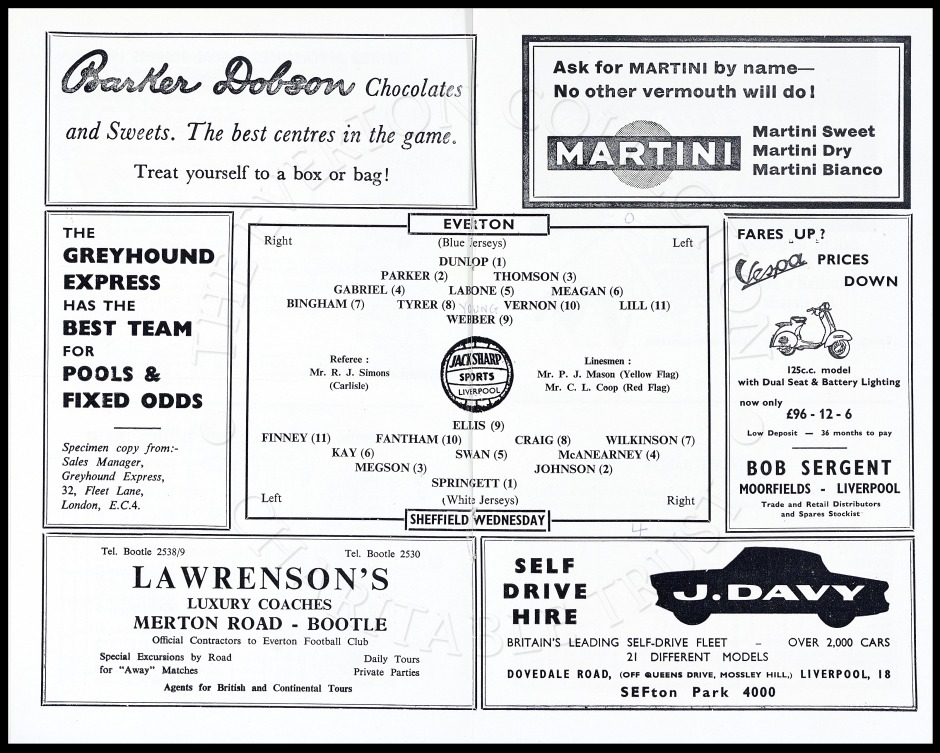 Barker Dobson Chocolates
and Sweets. The best centres in the game.
Treat yourself to a box or bag!
Ask for MARTINI by name—
No other vermouth will do!
MARTINI
Martini Sweet
Martini Dry
Martini Bianco
THE
GREYHOUND
EXPRESS
HAS THE
BEST TEAM
FOR
POOLS &
FIXED ODDS
Specimen copy from:-
Sales Manager,
Greyhound Express,
32, Fleet Lane,
London, E.C.4.
EVERTON
0
Right (Blue Jerseys) Left
DUNLOP (1)
PARKER (2) THOMSON (3)
GABRIEL (4) LABONE (5) MEAGAN (6)
BINGHAM (7) TYRER (8) VERNON (10) LILL (11)
YOUNG
WEBBER (9)
Referee :
Mr. R. J. Simons
(Carlisle)
JACK SHARP
SPORTS
LIVERPOOL
Linesmen :
Mr. P. J. Mason (Yellow Flag)
Mr. C. L. Coop (Red Flag)
ELLIS (9)
FINNEY (11) FANTHAM (10) CRAIG (8) WILKINSON (7)
KAY (6) SWAN (5) McANEARNEY (4)
MEGSON (3) JOHNSON (2)
SPRINGETT (1)
Left (White Jerseys) Right
SHEFFIELD WEDNESDAY
4
FARES UP?
Vespa PRICES
DOWN
125c.c. model
with Dual Seat & Battery Lighting
now only
£96 - 12 - 6
Low Deposit — 36 months to pay
BOB SERGENT
MOORFIELDS - LIVERPOOL
Trade and Retail Distributors
and Spares Stockist
Tel. Bootle 2538/9 Tel. Bootle 2530
LAWRENSON'S
LUXURY COACHES
MERTON ROAD - BOOTLE
Official Contractors to Everton Football Club
Special Excursions by Road
for "Away" Matches
Daily Tours
Private Parties
Agents for British and Continental Tours
SELF
DRIVE
HIRE
J. DAVY
BRITAIN'S LEADING SELF-DRIVE FLEET – OVER 2,000 CARS
21 DIFFERENT MODELS
DOVEDALE ROAD, (OFF QUEENS DRIVE, MOSSLEY HILL,) LIVERPOOL, 18
SEFton Park 4000
THE EVERTON COLLECTION
CHARITABLE TRUST